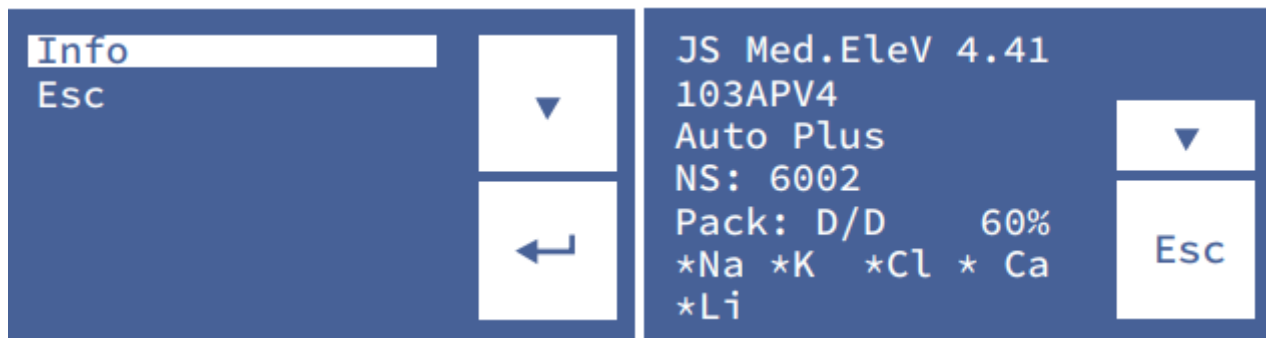 Info
Esc
JS Med.EleV 4.41
103APV4
Auto Plus
NS: 6002
Pack: D/D 60%
*Na *K *Cl * Ca
*Li
Esc